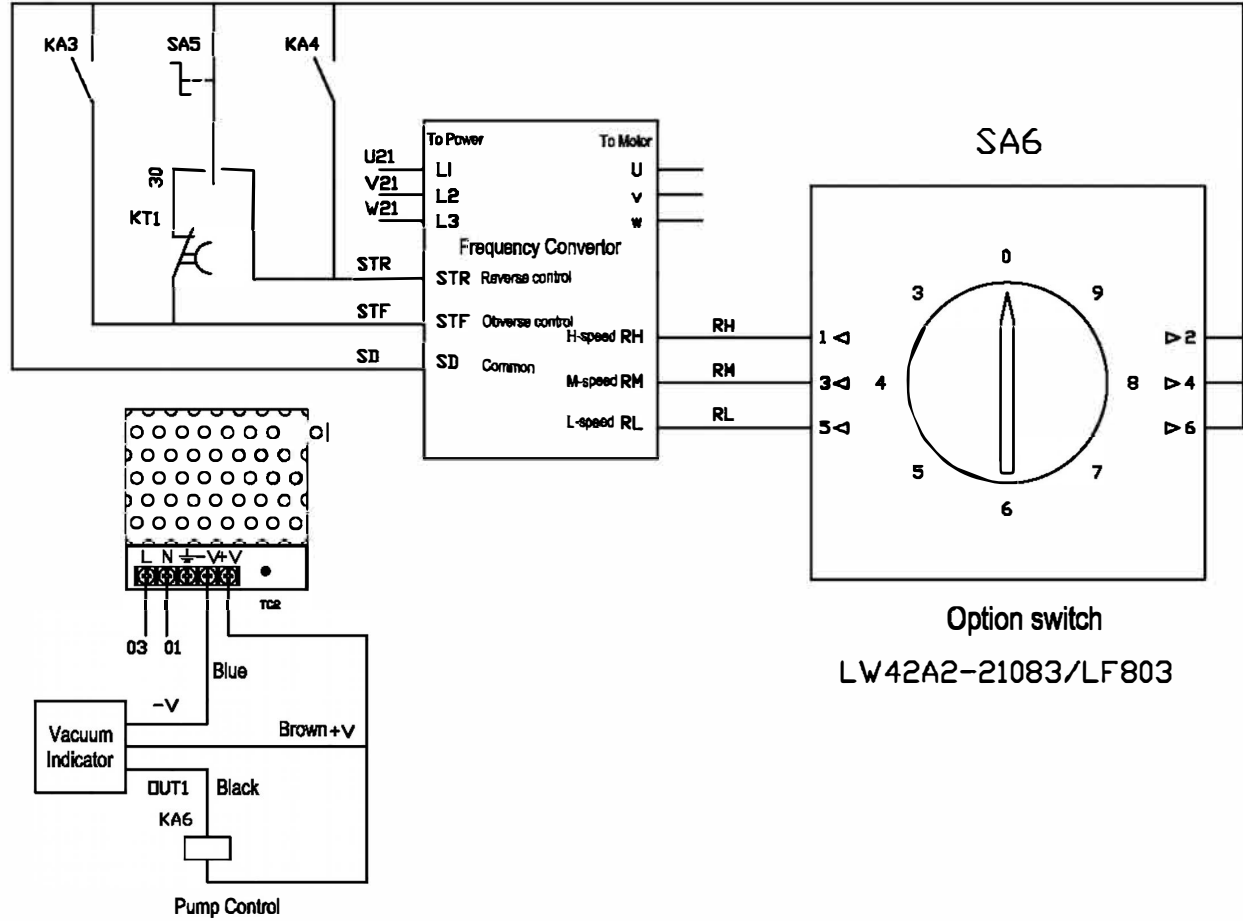 KA3
SA5
KA4
30
KT1
U21
V21
W21
STR
STF
SD
To Power
To Motor
L1
U
L2
V
L3
W
Frequency Convertor
STR Reverse control
STF Obverse control
H-speed RH
SD Common
M-speed RM
L-speed RL
RH
RM
RL
SA6
0
3
9
1
2
3
4
8
4
5
6
5
7
6
Option switch
LW42A2-21083/LF803
L N -V +V
TC2
03 01
Blue
-V
Brown +V
Vacuum
Indicator
OUT1 Black
KA6
Pump Control